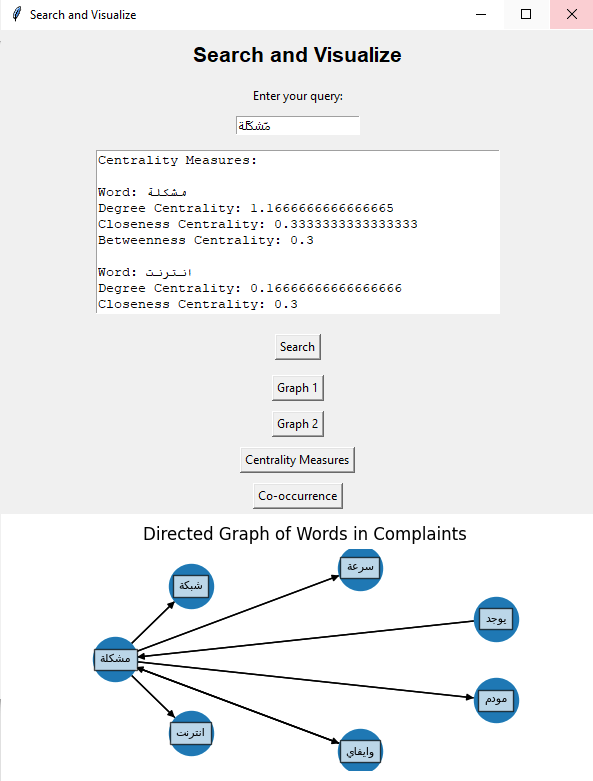 Search and Visualize
Search and Visualize
Enter your query:
مشكلة
Centrality Measures:
Word: مشكلة
Degree Centrality: 1.1666666666666665
Closeness Centrality: 0.3333333333333333
Betweenness Centrality: 0.3
Word: انترنت
Degree Centrality: 0.16666666666666666
Closeness Centrality: 0.3
Search
Graph 1
Graph 2
Centrality Measures
Co-occurrence
Directed Graph of Words in Complaints
سرعة
شبكة
يوجد
مشكلة
مودم
انترنت
وايفاي